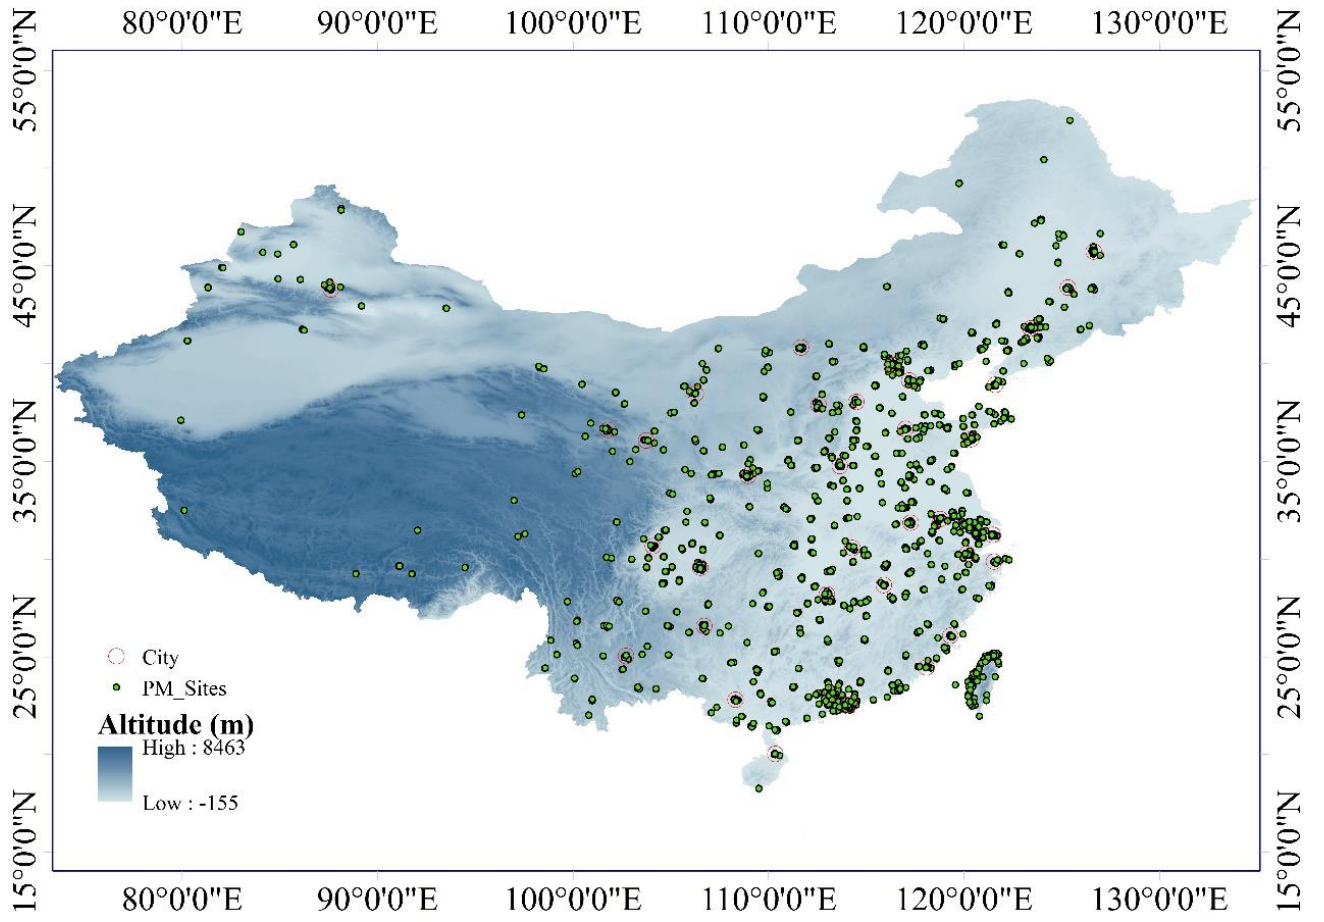 80°0'0"E 90°0'0"E 100°0'0"E 110°0'0"E 120°0'0"E 130°0'0"E
55°0'0"N 55°0'0"N
45°0'0"N 45°0'0"N
35°0'0"N 35°0'0"N
25°0'0"N 25°0'0"N
15°0'0"N 15°0'0"N
City
PM_Sites
Altitude (m)
High : 8463
Low : -155
80°0'0"E 90°0'0"E 100°0'0"E 110°0'0"E 120°0'0"E 130°0'0"E